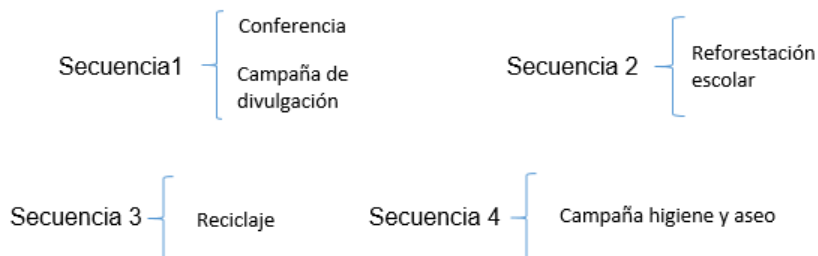 Secuencia1
Conferencia
Campaña de
divulgación
Secuencia 2
Reforestación
escolar
Secuencia 3
Reciclaje
Secuencia 4
Campaña higiene y aseo